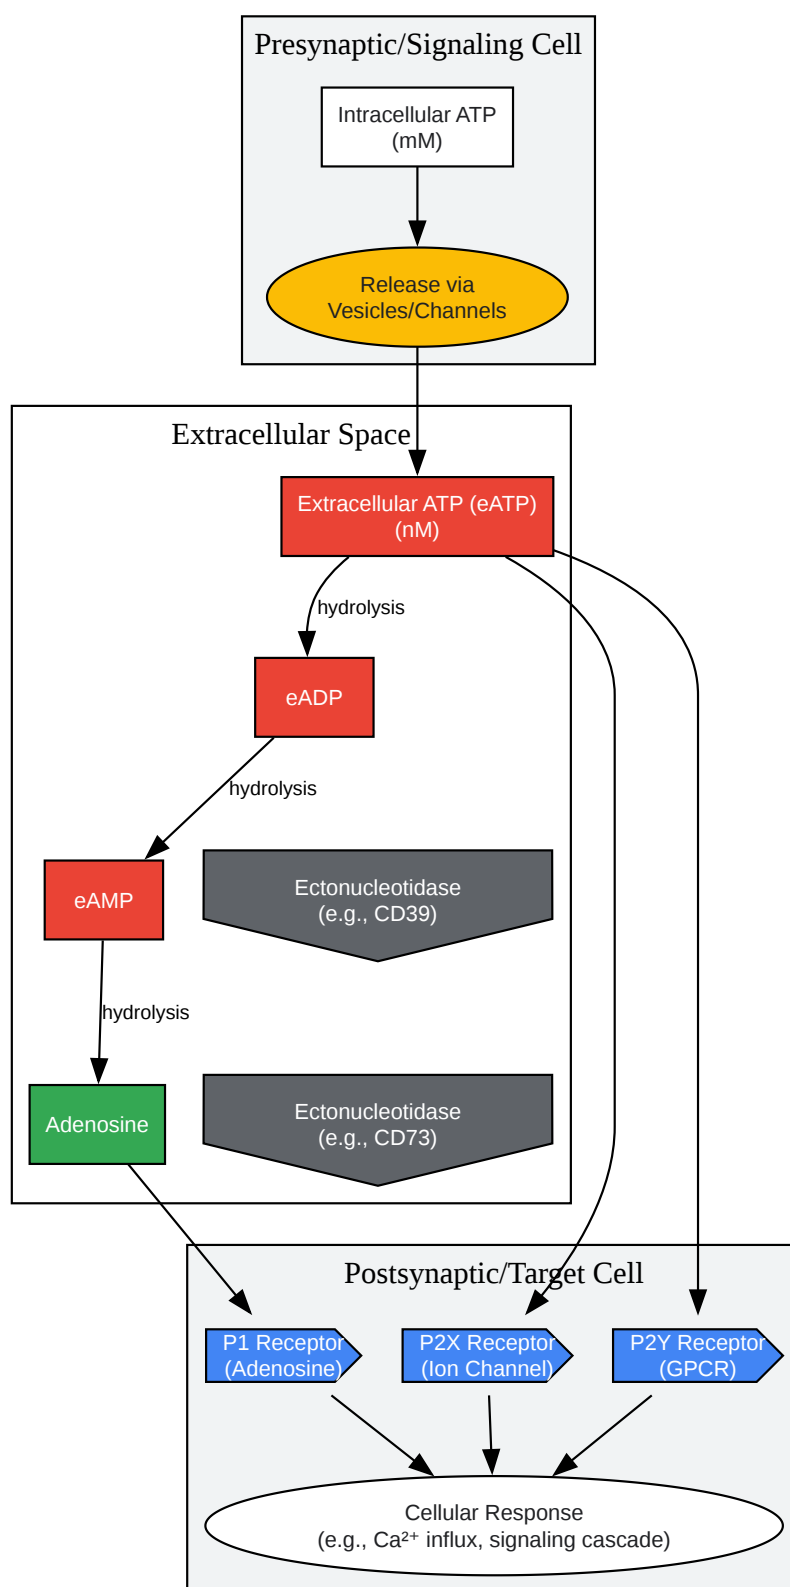 Presynaptic/Signaling Cell
Intracellular ATP
(mM)
Release via
Vesicles/Channels
Extracellular Space
Extracellular ATP (eATP)
(nM)
hydrolysis
eADP
hydrolysis
eAMP
Ectonucleotidase
(e.g., CD39)
hydrolysis
Adenosine
Ectonucleotidase
(e.g., CD73)
Postsynaptic/Target Cell
P1 Receptor
(Adenosine)
P2X Receptor
(Ion Channel)
P2Y Receptor
(GPCR)
Cellular Response
(e.g., Ca²⁺ influx, signaling cascade)